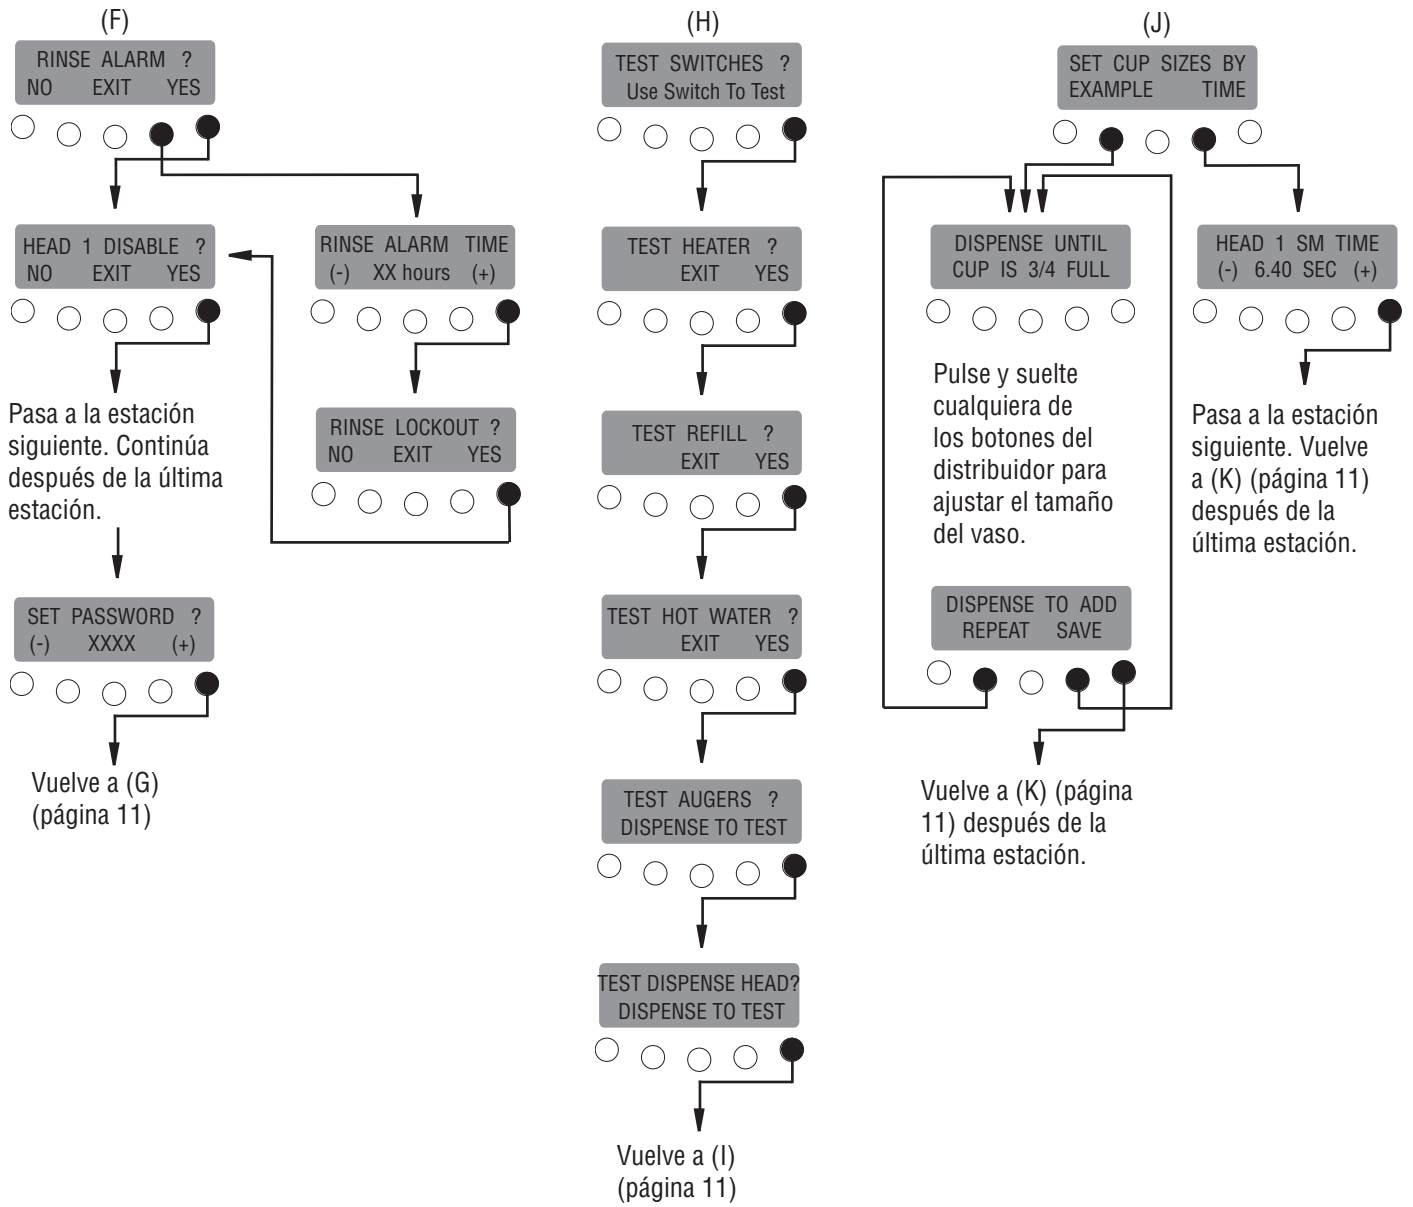 (F)
RINSE ALARM ?
NO EXIT YES
HEAD 1 DISABLE ?
NO EXIT YES
RINSE ALARM TIME
(-) XX hours (+)
RINSE LOCKOUT ?
NO EXIT YES
Pasa a la estación
siguiente. Continúa
después de la última
estación.
SET PASSWORD ?
(-) XXXX (+)
Vuelve a (G)
(página 11)
(H)
TEST SWITCHES ?
Use Switch To Test
TEST HEATER ?
EXIT YES
TEST REFILL ?
EXIT YES
TEST HOT WATER ?
EXIT YES
TEST AUGERS ?
DISPENSE TO TEST
TEST DISPENSE HEAD?
DISPENSE TO TEST
Vuelve a (I)
(página 11)
(J)
SET CUP SIZES BY
EXAMPLE TIME
DISPENSE UNTIL
CUP IS 3/4 FULL
Pulse y suelte
cualquiera de
los botones del
distribuidor para
ajustar el tamaño
del vaso.
DISPENSE TO ADD
REPEAT SAVE
Vuelve a (K) (página
11) después de la
última estación.
HEAD 1 SM TIME
(-) 6.40 SEC (+)
Pasa a la estación
siguiente. Vuelve
a (K) (página 11)
después de la
última estación.